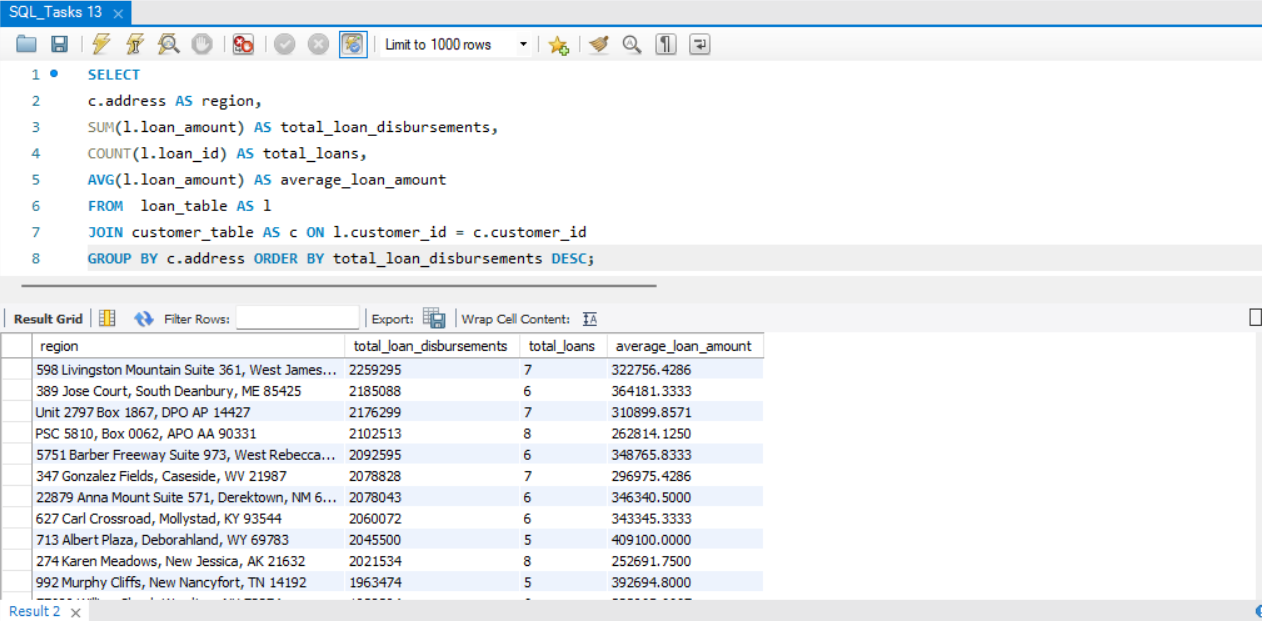 SQL_Tasks 13
Limit to 1000 rows
1 SELECT
2 c.address AS region,
3 SUM(l.loan_amount) AS total_loan_disbursements,
4 COUNT(l.loan_id) AS total_loans,
5 AVG(l.loan_amount) AS average_loan_amount
6 FROM  loan_table AS l
7 JOIN customer_table AS c ON l.customer_id = c.customer_id
8 GROUP BY c.address ORDER BY total_loan_disbursements DESC;
Result Grid Filter Rows: Export: Wrap Cell Content: IA
region total_loan_disbursements total_loans average_loan_amount
598 Livingston Mountain Suite 361, West James... 2259295 7 322756.4286
389 Jose Court, South Deanbury, ME 85425 2185088 6 364181.3333
Unit 2797 Box 1867, DPO AP 14427 2176299 7 310899.8571
PSC 5810, Box 0062, APO AA 90331 2102513 8 262814.1250
5751 Barber Freeway Suite 973, West Rebecca... 2092595 6 348765.8333
347 Gonzalez Fields, Caseside, WV 21987 2078828 7 296975.4286
22879 Anna Mount Suite 571, Derektown, NM 6... 2078043 6 346340.5000
627 Carl Crossroad, Mollystad, KY 93544 2060072 6 343345.3333
713 Albert Plaza, Deborahland, WY 69783 2045500 5 409100.0000
274 Karen Meadows, New Jessica, AK 21632 2021534 8 252691.7500
992 Murphy Cliffs, New Nancyfort, TN 14192 1963474 5 392694.8000
Result 2